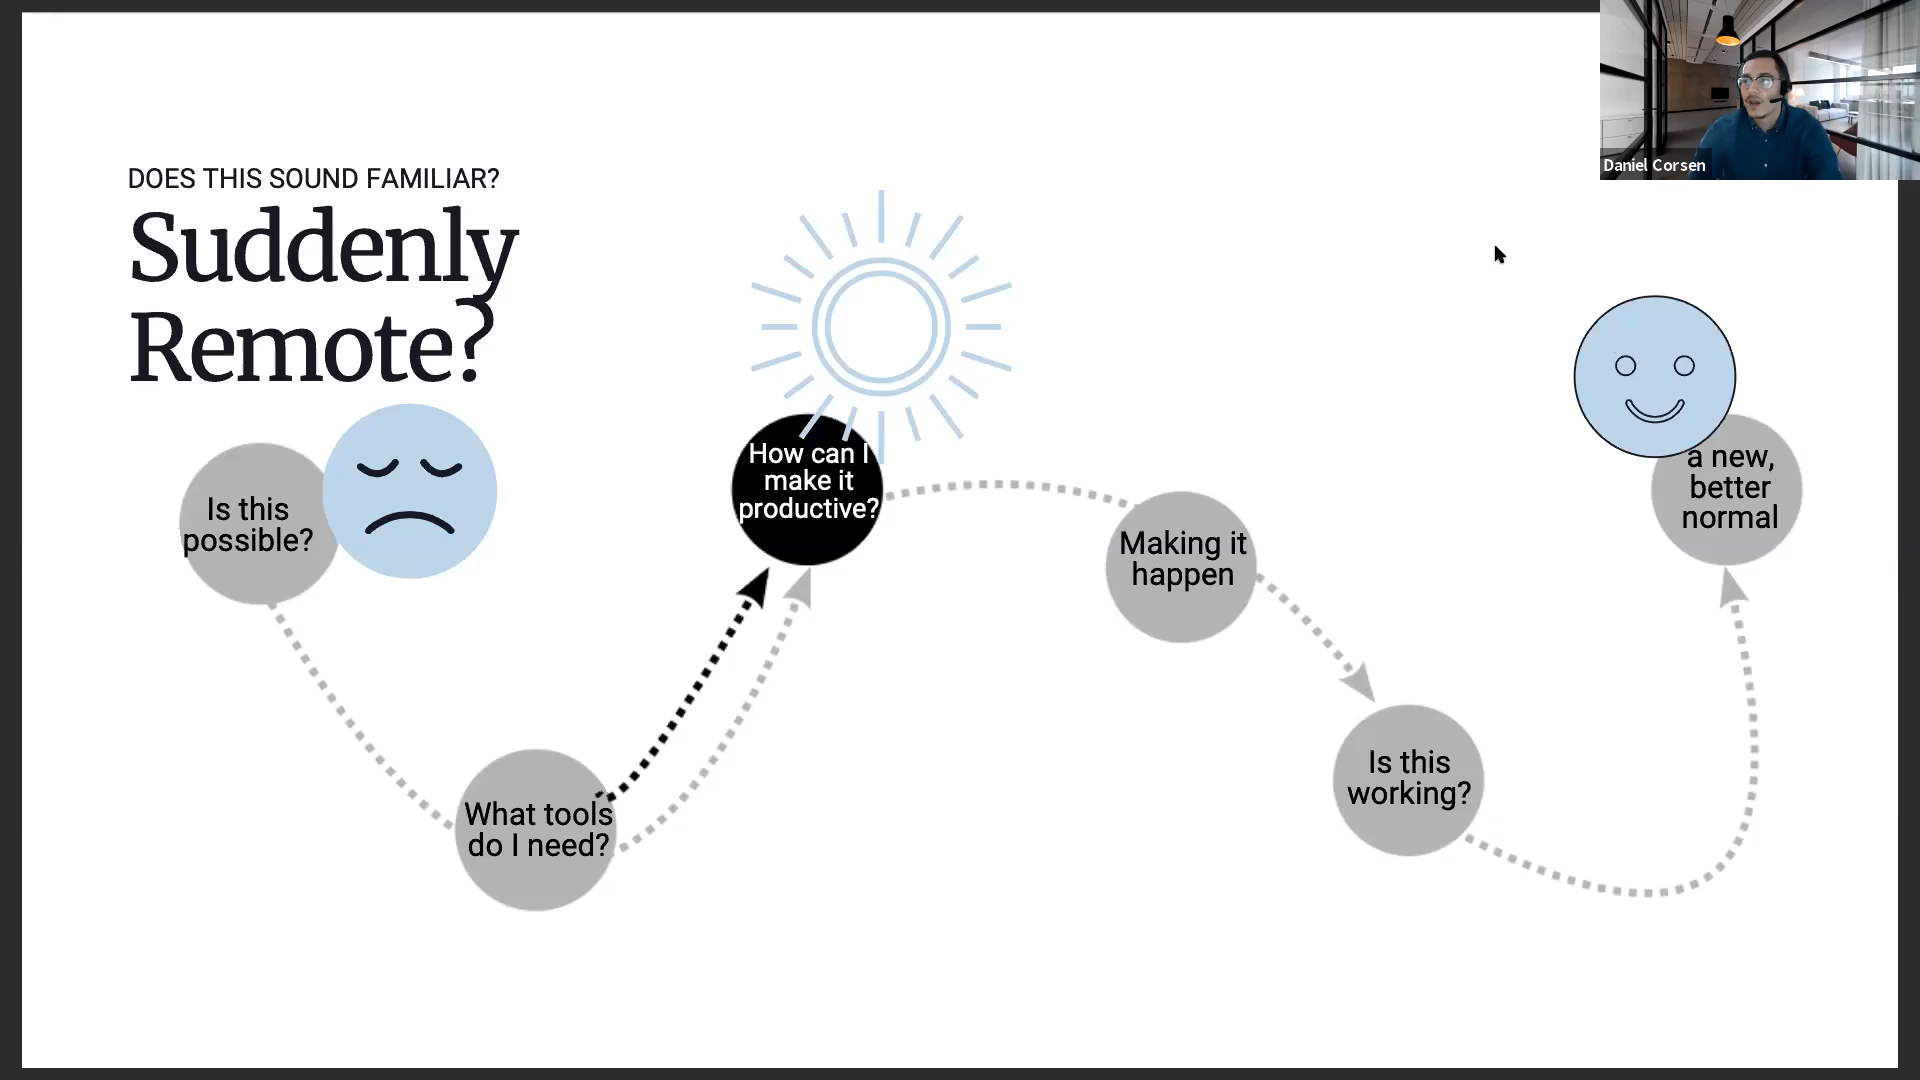 Daniel Corsen
DOES THIS SOUND FAMILIAR?
Suddenly
Remote?
Is this
possible?
What tools
do I need?
How can I
make it
productive?
Making it
happen
Is this
working?
a new,
better
normal